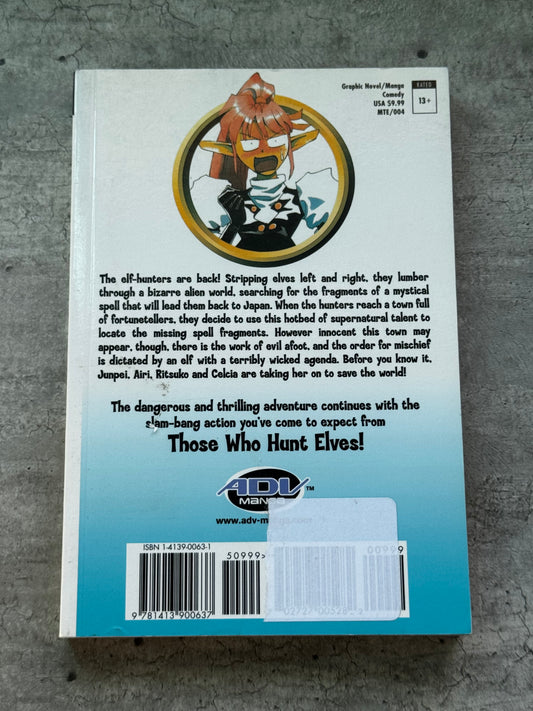 Graphic Novel/Manga
Comedy
USA $9.99
MTE/004
RATED
13+
The elf-hunters are back! Stripping elves left and right, they lumber
through a bizarre alien world, searching for the fragments of a mystical
spell that will lead them back to Japan. When the hunters reach a town full
of fortunetellers, they decide to use this hotbed of supernatural talent to
locate the missing spell fragments. However innocent this town may
appear, though, there is the work of evil afoot, and the order for mischief
is dictated by an elf with a terribly wicked agenda. Before you know it,
Junpei, Airi, Ritsuko and Celcia are taking her on to save the world!
The dangerous and thrilling adventure continues with the
slam-bang action you've come to expect from
Those Who Hunt Elves!
ADV ™
MANGA
ISBN 1-4139-0063-1
50999>
00999
9 781413 900637